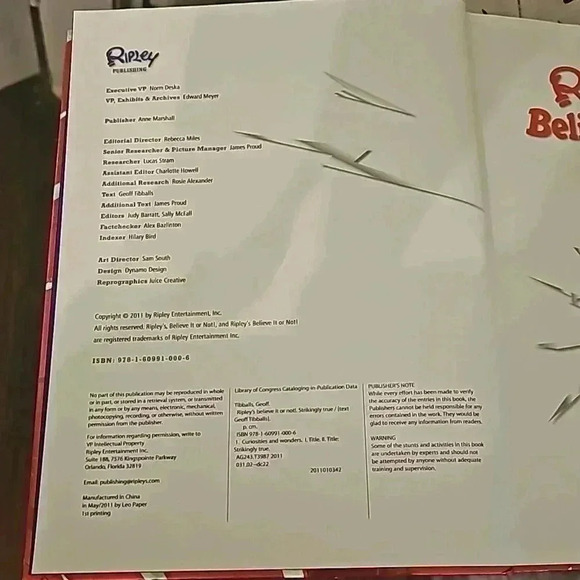 Ripley
PUBLISHING
Executive VP Norm Deska
VP, Exhibits & Archives Edward Meyer
Publisher Anne Marshall
Editorial Director Rebecca Miles
Senior Researcher & Picture Manager James Proud
Researcher Lucas Stram
Assistant Editor Charlotte Howell
Additional Research Rosie Alexander
Text Geoff Tibballs
Additional Text James Proud
Editors Judy Barratt, Sally McFall
Factchecker Alex Bazlinton
Indexer Hilary Bird
Art Director Sam South
Design Dynamo Design
Reprographics Juice Creative
Copyright © 2011 by Ripley Entertainment, Inc.
All rights reserved. Ripley's, Believe It or Not!, and Ripley's Believe It or Not!
are registered trademarks of Ripley Entertainment Inc.
ISBN: 978-1-60991-000-6
No part of this publication may be reproduced in whole
or in part, or stored in a retrieval system, or transmitted
in any form or by any means, electronic, mechanical,
photocopying, recording, or otherwise, without written
permission from the publisher.
For information regarding permission, write to
VP Intellectual Property
Ripley Entertainment Inc.
Suite 188, 7576 Kingspointe Parkway
Orlando, Florida 32819
Email: publishing@ripleys.com
Manufactured in China
in May/2011 by Leo Paper
1st printing
Library of Congress Cataloging-in-Publication Data
Tibballs, Geoff.
Ripley's believe it or not!. Strikingly true / [text
Geoff Tibballs].
p. cm.
ISBN 978-1-60991-000-6
1. Curiosities and wonders. I. Title. II. Title:
Strikingly true.
AG243.T3987 2011
031.02--dc22
2011010342
PUBLISHER'S NOTE
While every effort has been made to verify
the accuracy of the entries in this book, the
Publishers cannot be held responsible for any
errors contained in the work. They would be
glad to receive any information from readers.
WARNING
Some of the stunts and activities in this book
are undertaken by experts and should not
be attempted by anyone without adequate
training and supervision.
R
Beli